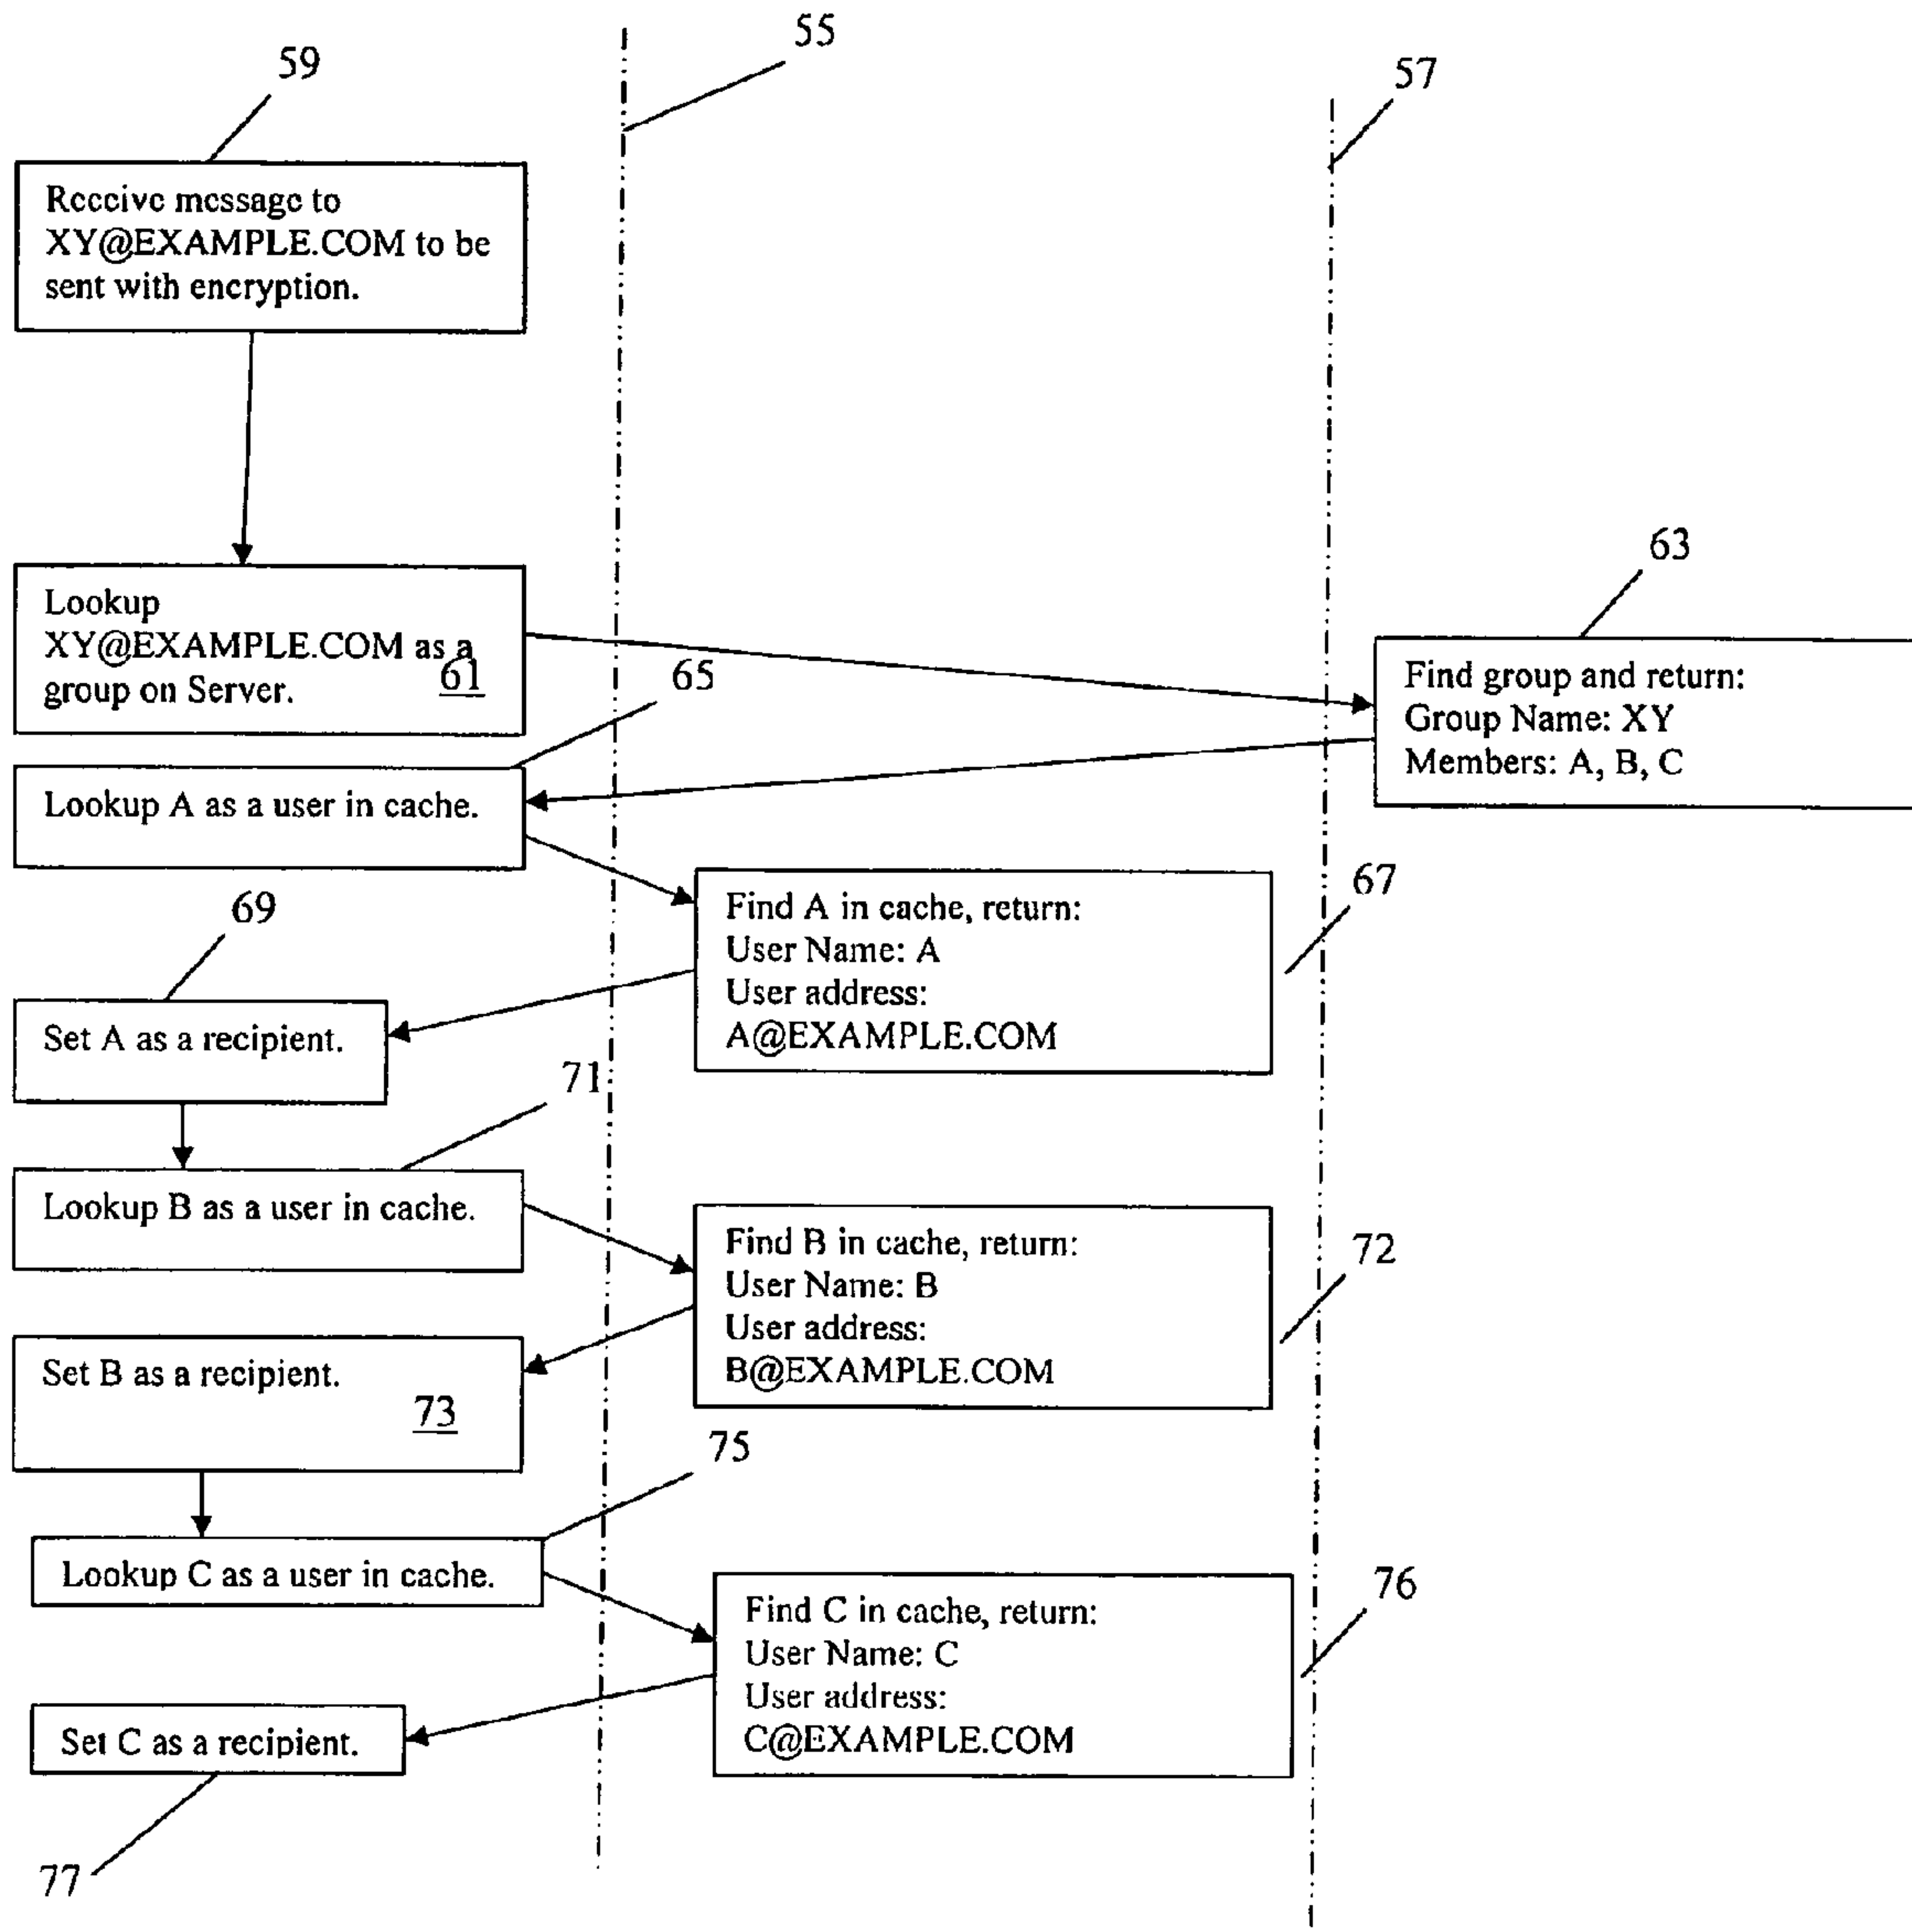 55
59
57
Receive message to
XY@EXAMPLE.COM to be
sent with encryption.
63
Lookup
XY@EXAMPLE.COM as a
group on Server.
61
65
Find group and return:
Group Name: XY
Members: A, B, C
Lookup A as a user in cache.
67
69
Find A in cache, return:
User Name: A
User address:
A@EXAMPLE.COM
Set A as a recipient.
71
Lookup B as a user in cache.
72
Find B in cache, return:
User Name: B
User address:
B@EXAMPLE.COM
Set B as a recipient.
73
75
Lookup C as a user in cache.
76
Find C in cache, return:
User Name: C
User address:
C@EXAMPLE.COM
Set C as a recipient.
77